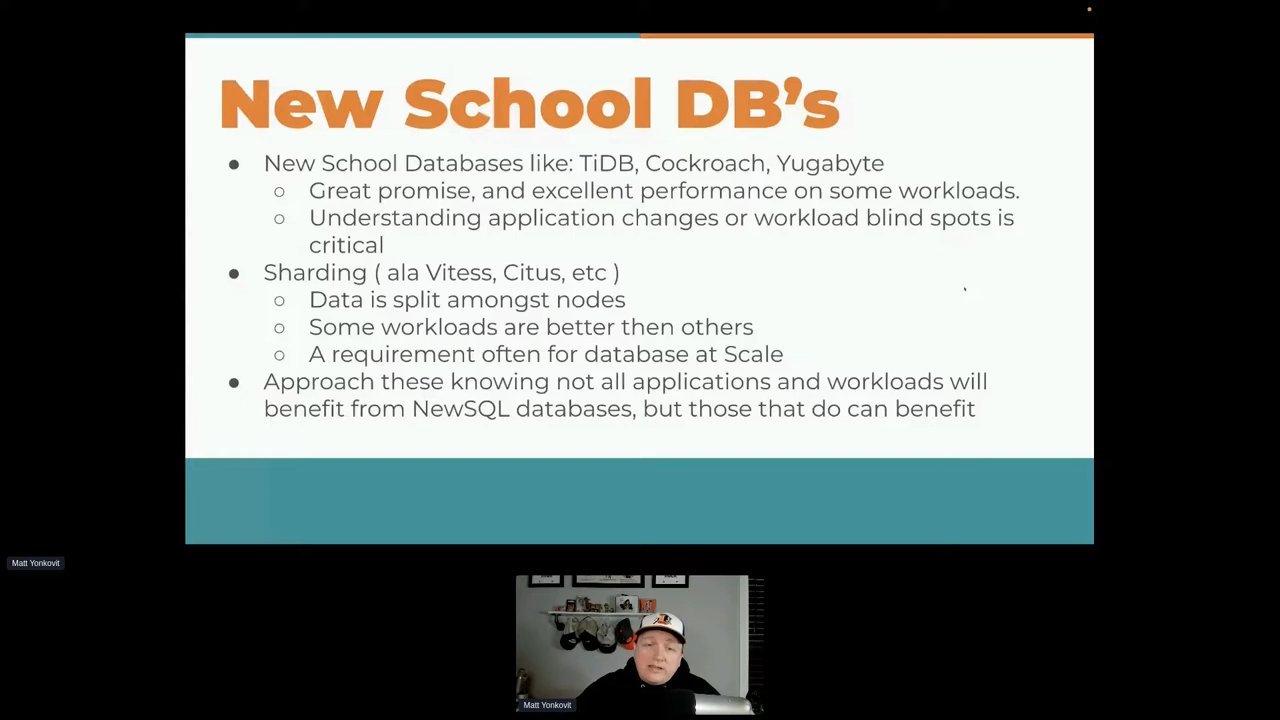 New School DB's
● New School Databases like: TiDB, Cockroach, Yugabyte
○ Great promise, and excellent performance on some workloads.
○ Understanding application changes or workload blind spots is
critical
● Sharding ( ala Vitess, Citus, etc )
○ Data is split amongst nodes
○ Some workloads are better then others
○ A requirement often for database at Scale
● Approach these knowing not all applications and workloads will
benefit from NewSQL databases, but those that do can benefit
Matt Yonkovit
Matt Yonkovit